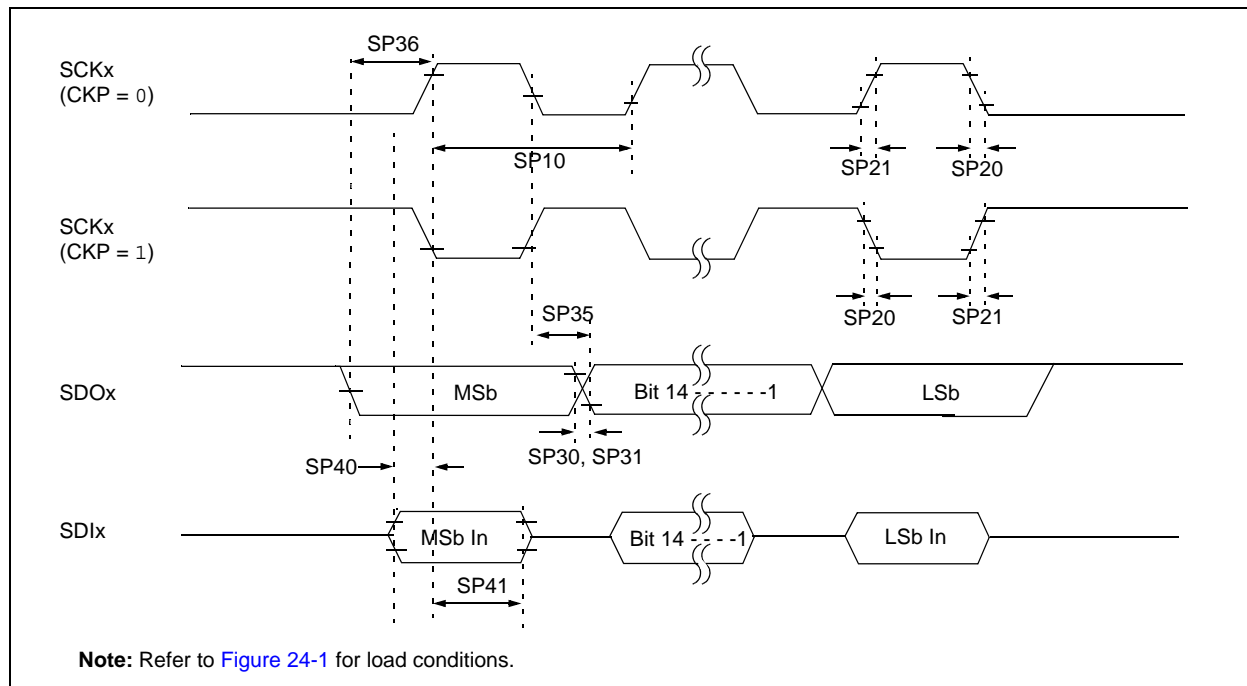 SP36
SCKx
(CKP = 0)
SP10
SP21
SP20
SCKx
(CKP = 1)
SP35
SP20
SP21
SDOx
MSb
Bit 14 - - - - - -1
LSb
SP40
SP30, SP31
SDIx
MSb In
Bit 14 - - - - -1
LSb In
SP41
Note: Refer to Figure 24-1 for load conditions.